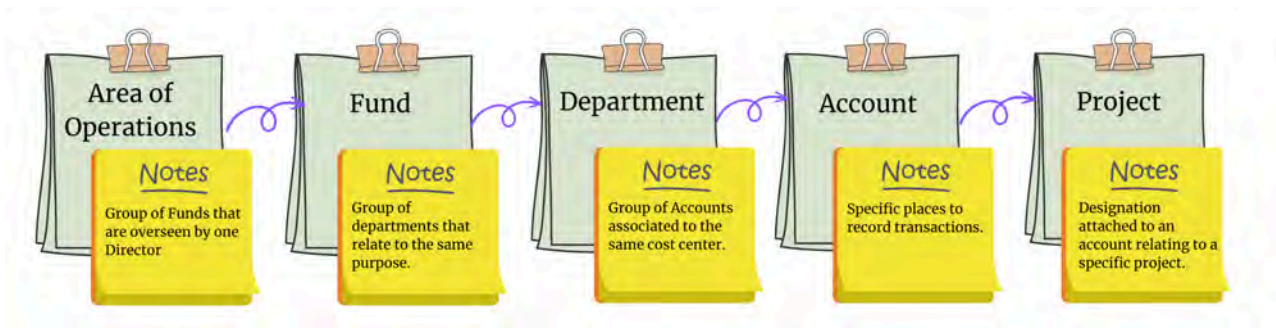 Area of
Operations
Notes
Group of Funds that
are overseen by one
Director
Fund
Notes
Group of
departments that
relate to the same
purpose.
Department
Notes
Group of Accounts
associated to the
same cost center.
Account
Notes
Specific places to
record transactions.
Project
Notes
Designation
attached to an
account relating to a
specific project.